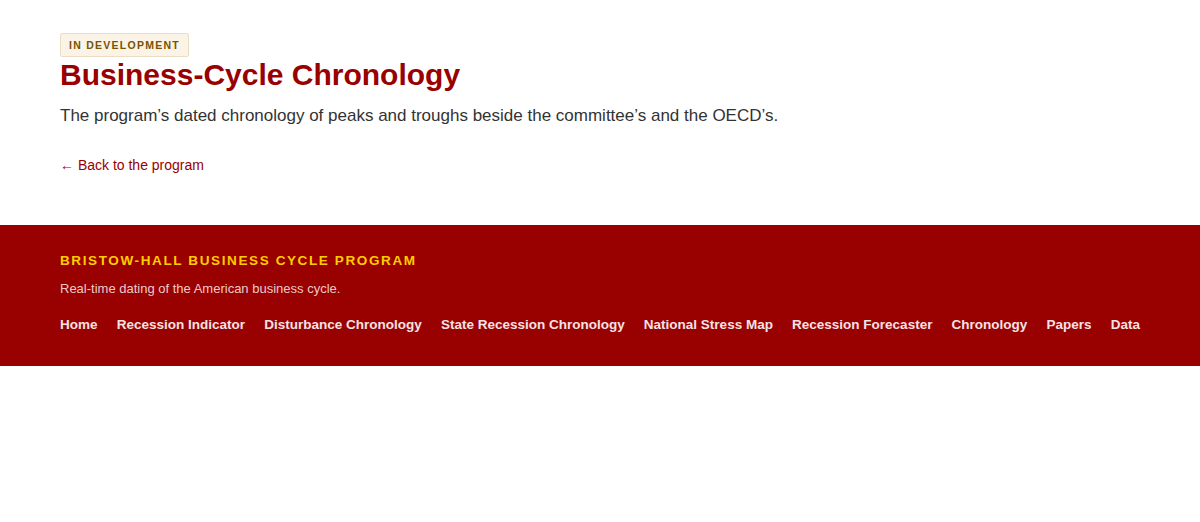 IN DEVELOPMENT
Business-Cycle Chronology
The program’s dated chronology of peaks and troughs beside the committee’s and the OECD’s.
← Back to the program
BRISTOW-HALL BUSINESS CYCLE PROGRAM
Real-time dating of the American business cycle.
Home Recession Indicator Disturbance Chronology State Recession Chronology National Stress Map Recession Forecaster Chronology Papers Data